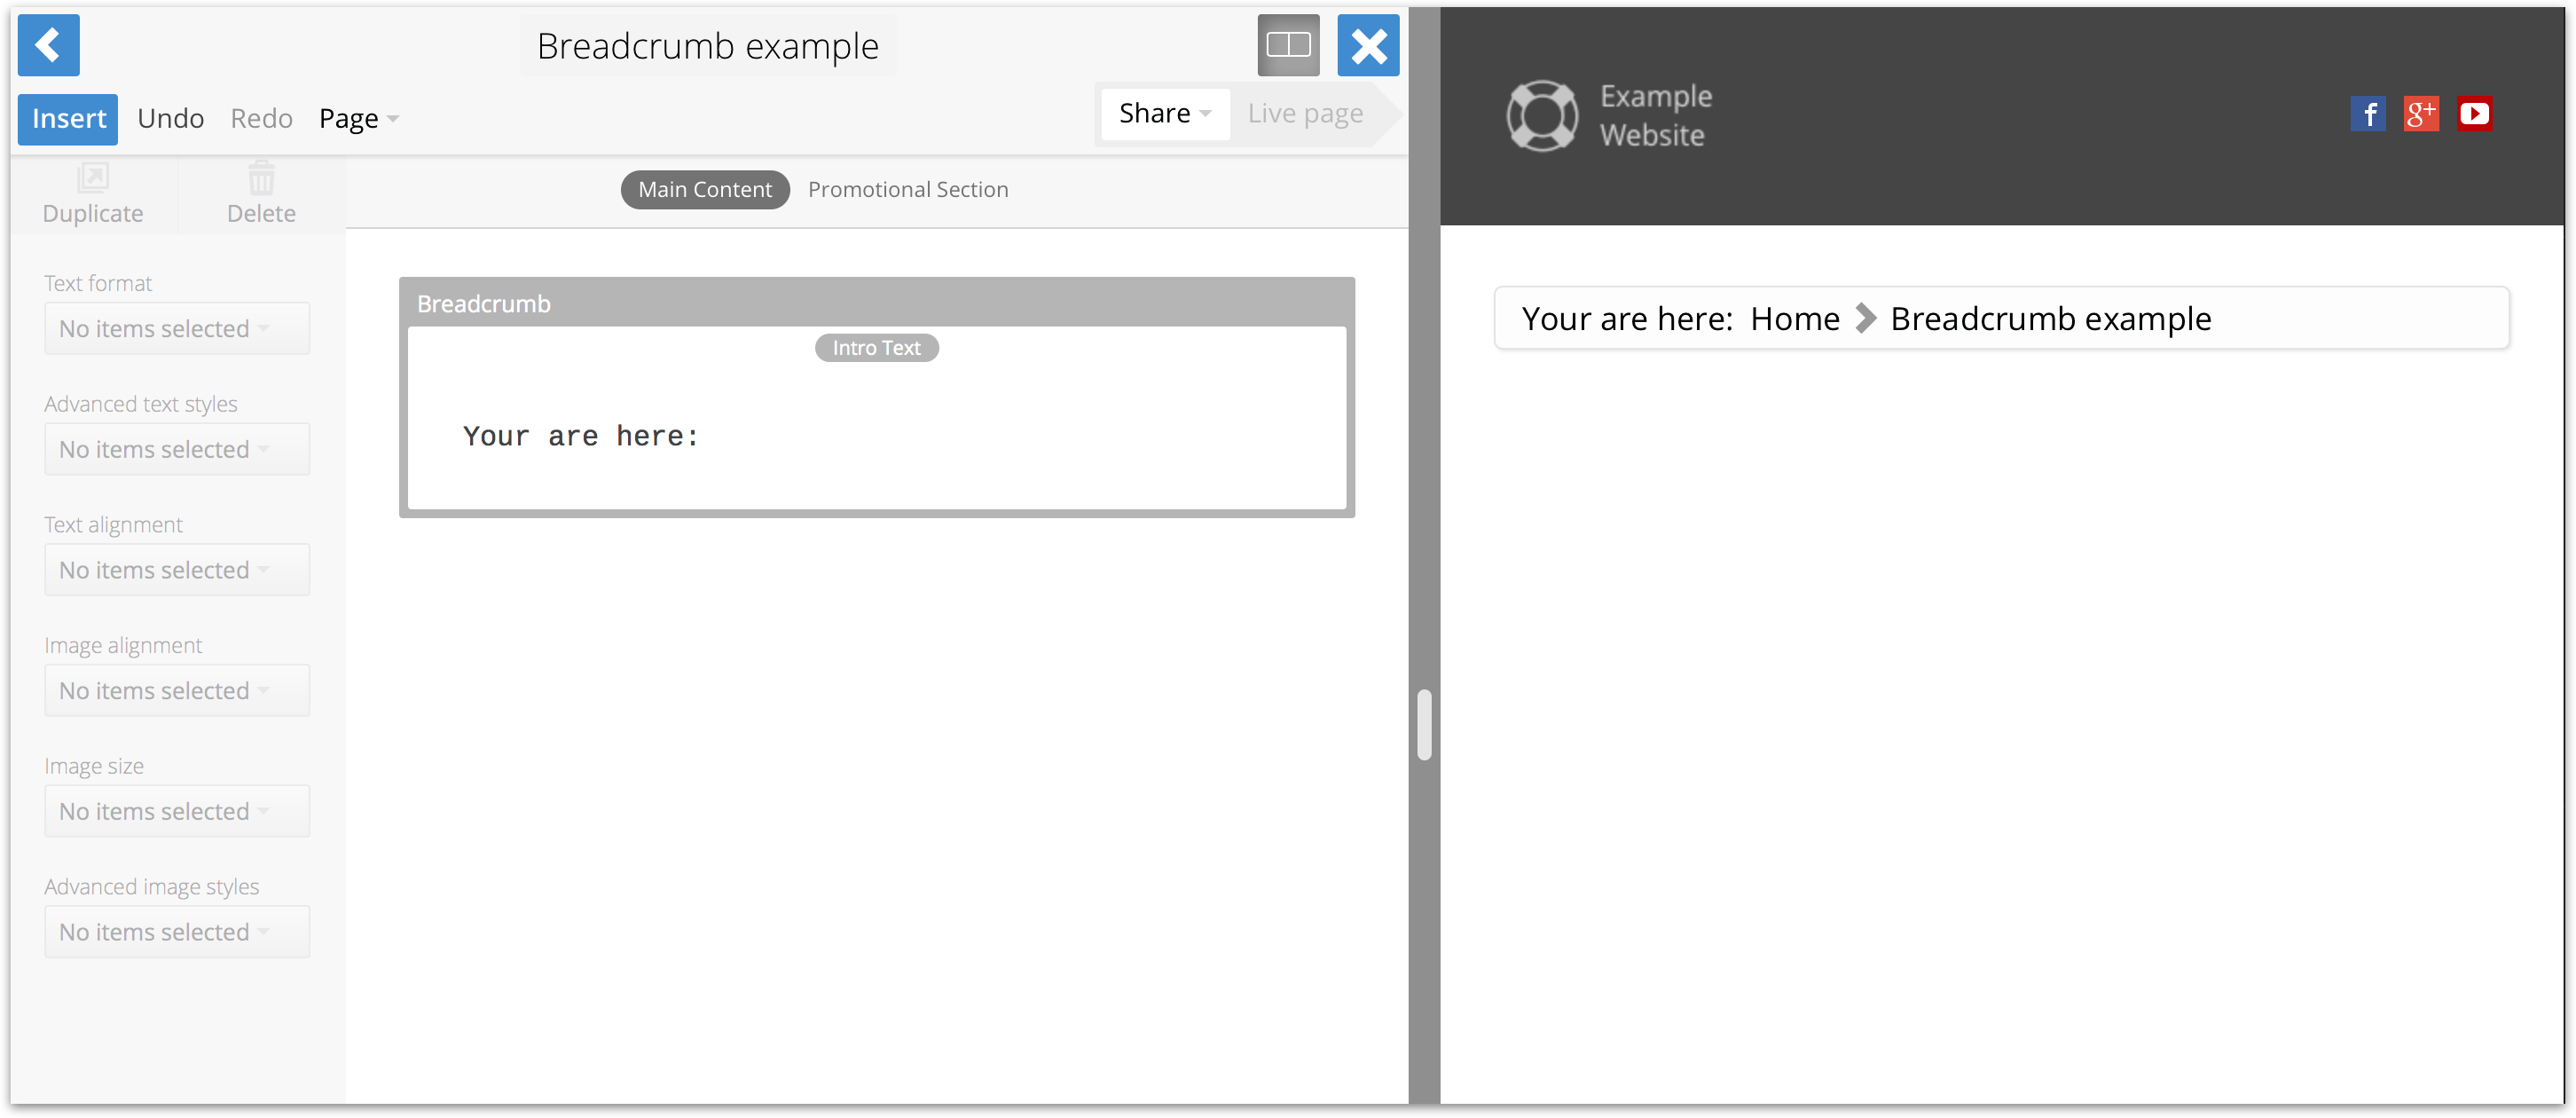 Breadcrumb example
Insert Undo Redo Page
Share Live page
Duplicate Delete
Main Content Promotional Section
Text format
No items selected
Advanced text styles
No items selected
Text alignment
No items selected
Image alignment
No items selected
Image size
No items selected
Advanced image styles
No items selected
Breadcrumb
Intro Text
Your are here:
Example
Website
f g+
Your are here: Home Breadcrumb example